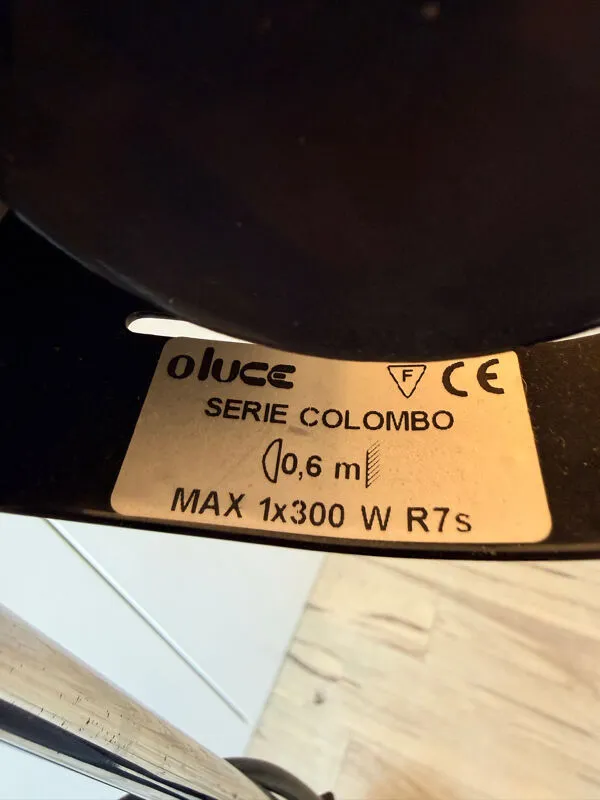 oluce F CE
SERIE COLOMBO
0,6 m
MAX 1x300 W R7s